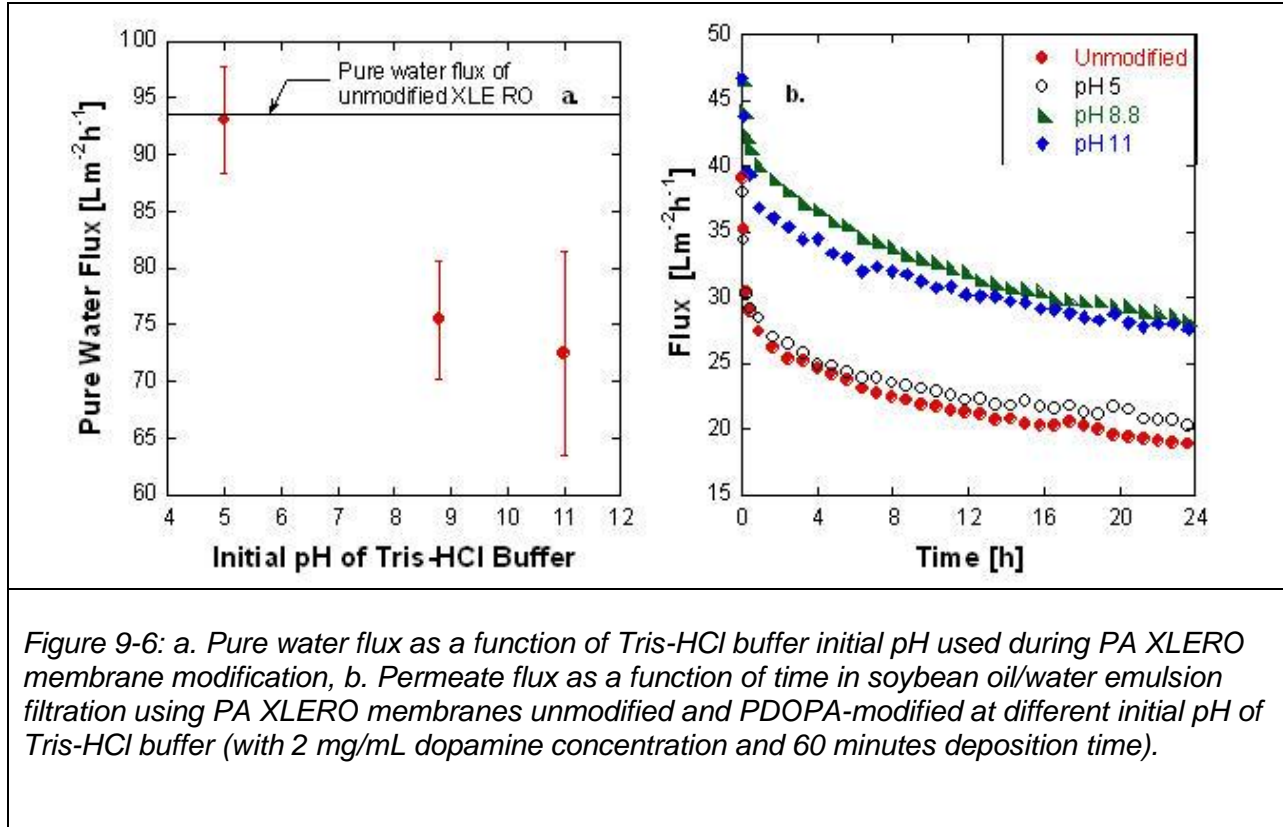 100
95
90
85
80
75
70
65
60
Pure Water Flux [Lm⁻²h⁻¹]
Pure water flux of
unmodified XLE RO
a.
4 5 6 7 8 9 10 11 12
Initial pH of Tris-HCl Buffer
50
45
40
35
30
25
20
15
Flux [Lm⁻²h⁻¹]
b.
Unmodified
pH 5
pH 8.8
pH 11
0 4 8 12 16 20 24
Time [h]
Figure 9-6: a. Pure water flux as a function of Tris-HCl buffer initial pH used during PA XLERO
membrane modification, b. Permeate flux as a function of time in soybean oil/water emulsion
filtration using PA XLERO membranes unmodified and PDOPA-modified at different initial pH of
Tris-HCl buffer (with 2 mg/mL dopamine concentration and 60 minutes deposition time).